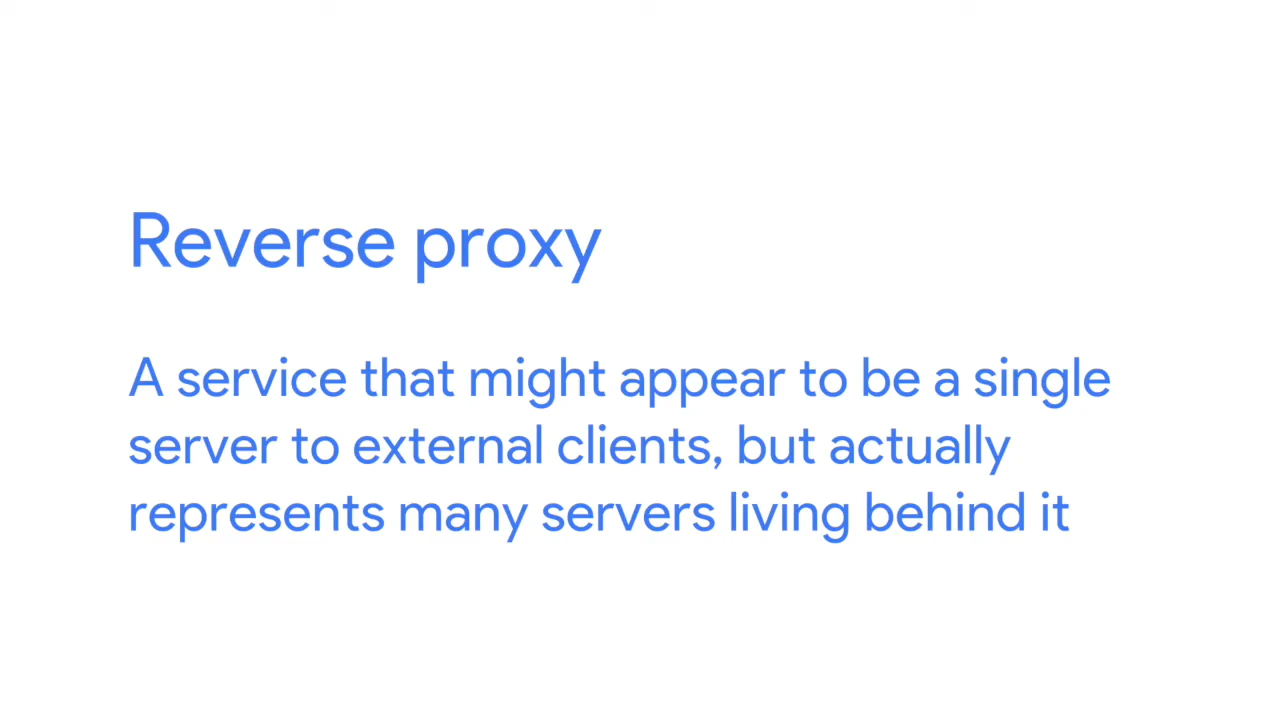 Reverse proxy
A service that might appear to be a single
server to external clients, but actually
represents many servers living behind it